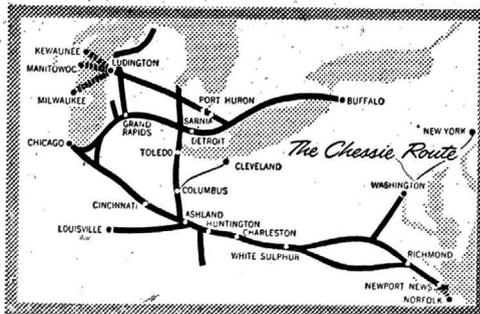 KEWAUNEE
MANITOWOC
LUDINGTON
MILWAUKEE
PORT HURON
BUFFALO
SARNIA
GRAND
RAPIDS
DETROIT
NEW YORK
CHICAGO
TOLEDO
The Chessie Route
CLEVELAND
WASHINGTON
COLUMBUS
CINCINNATI
ASHLAND
HUNTINGTON
LOUISVILLE
CHARLESTON
WHITE SULPHUR
RICHMOND
NEWPORT NEWS
NORFOLK